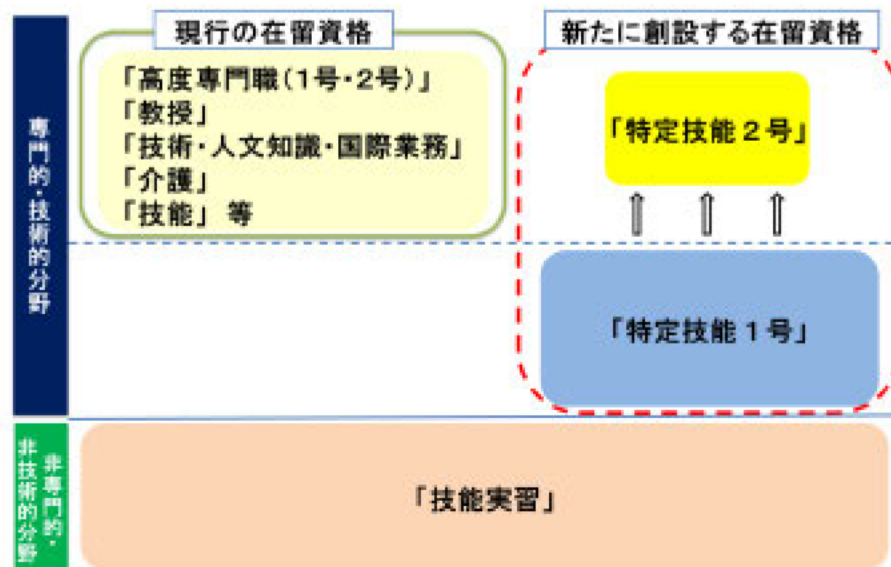 現行の在留資格
「高度専門職(1号・2号)」
「教授」
「技術・人文知識・国際業務」
「介護」
「技能」 等
新たに創設する在留資格
「特定技能2号」
「特定技能1号」
専門的・技術的分野
非専門的・
非技術的分野
「技能実習」